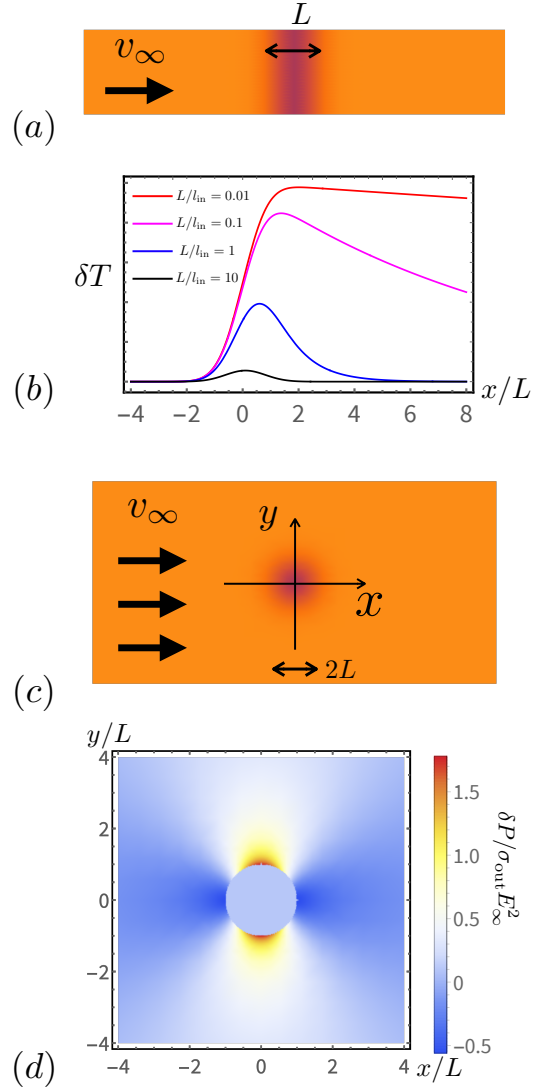 L
v∞
(a)
L/l_in = 0.01
L/l_in = 0.1
L/l_in = 1
L/l_in = 10
δT
(b)
−4 −2 0 2 4 6 8
x/L
v∞
y
x
2L
(c)
y/L
4
2
0
−2
−4
−4 −2 0 2 4
x/L
1.5
1.0
0.5
0
−0.5
δP/σ_out E_∞^2
(d)